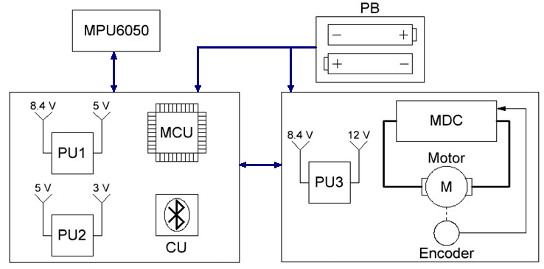 PB
MPU6050
− +
+ −
8.4 V 5 V
PU1
MCU
5 V 3 V
PU2
CU
8.4 V 12 V
PU3
MDC
Motor
M
Encoder